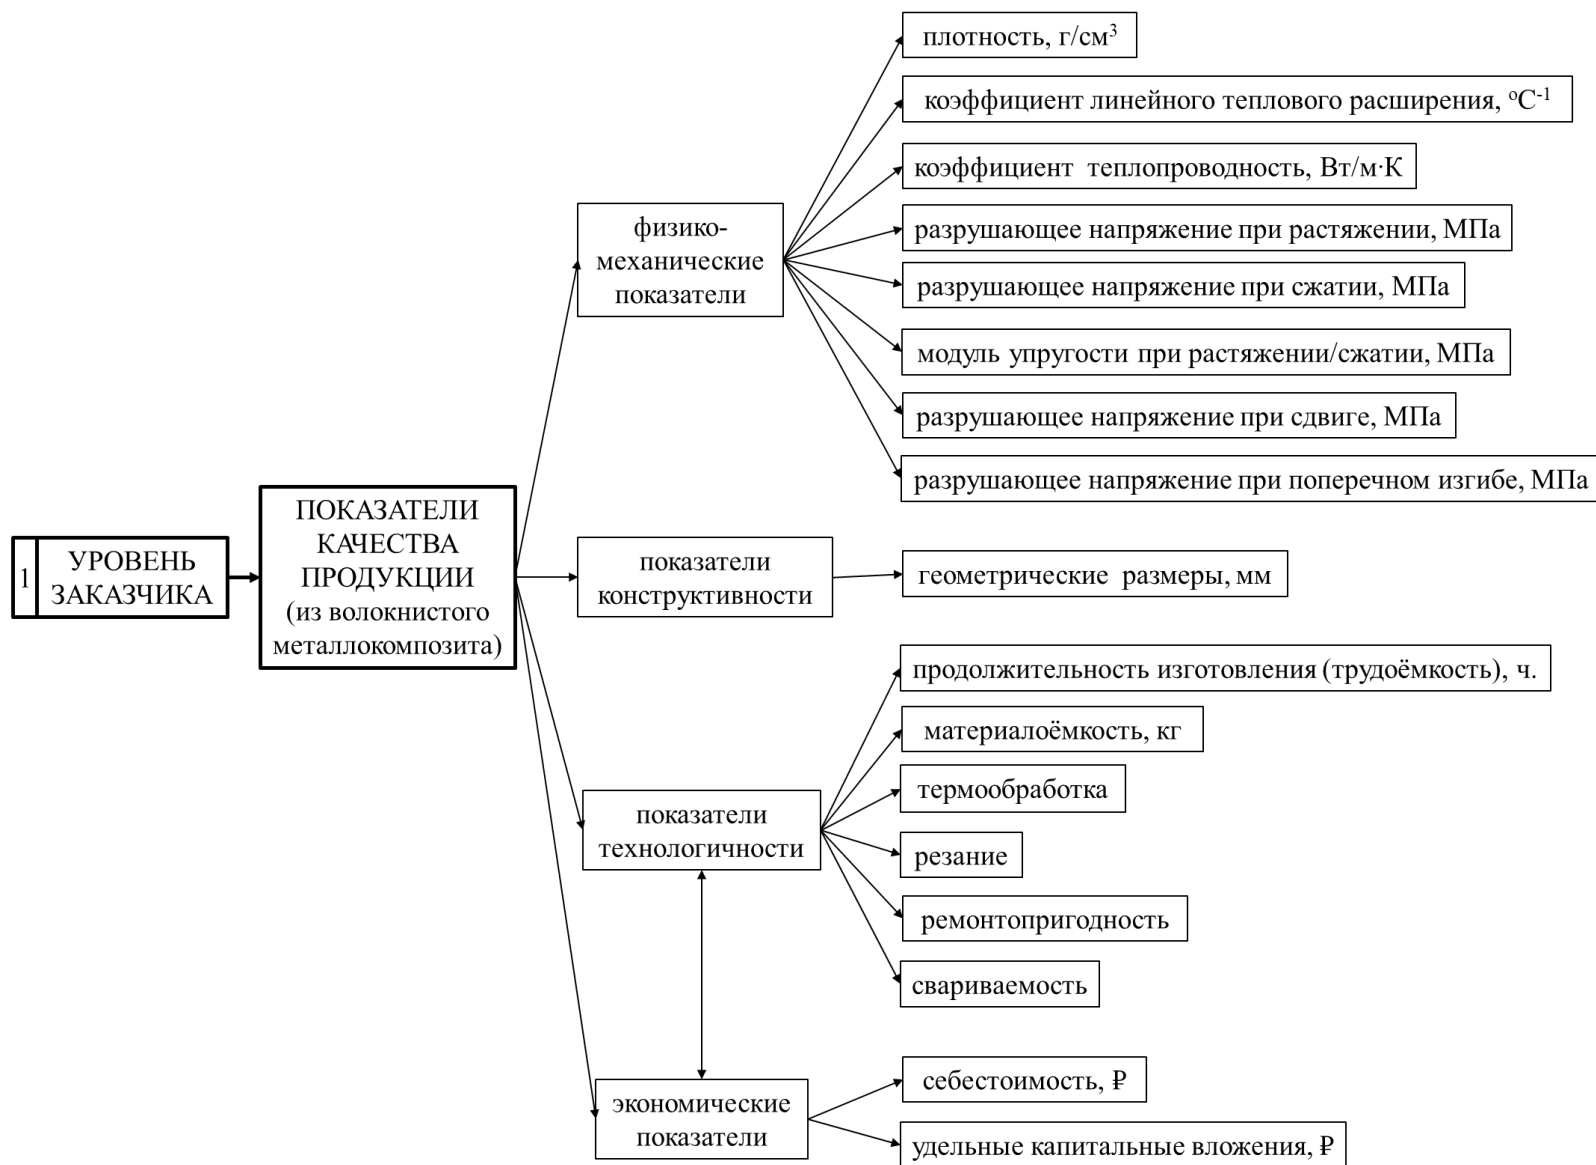 1
УРОВЕНЬ
ЗАКАЗЧИКА
ПОКАЗАТЕЛИ
КАЧЕСТВА
ПРОДУКЦИИ
(из волокнистого
металлокомпозита)
физико-
механические
показатели
плотность, г/см³
коэффициент линейного теплового расширения, ᵒС⁻¹
коэффициент теплопроводность, Вт/м·К
разрушающее напряжение при растяжении, МПа
разрушающее напряжение при сжатии, МПа
модуль упругости при растяжении/сжатии, МПа
разрушающее напряжение при сдвиге, МПа
разрушающее напряжение при поперечном изгибе, МПа
показатели
конструктивности
геометрические размеры, мм
показатели
технологичности
продолжительность изготовления (трудоёмкость), ч.
материалоёмкость, кг
термообработка
резание
ремонтопригодность
свариваемость
экономические
показатели
себестоимость, ₽
удельные капитальные вложения, ₽